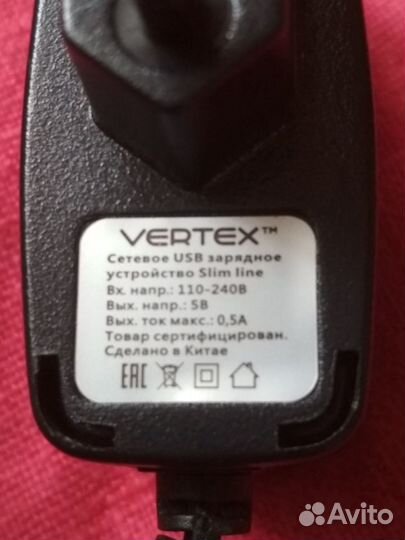 VERTEX™
Сетевое USB зарядное
устройство Slim line
Вх. напр.: 110-240В
Вых. напр.: 5В
Вых. ток макс.: 0,5А
Товар сертифицирован.
Сделано в Китае
EAC
Avito